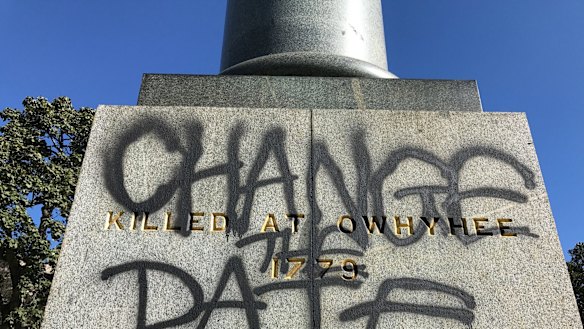 CHANGE
KILLED AT OWHYHEE
THE
1779
DATE